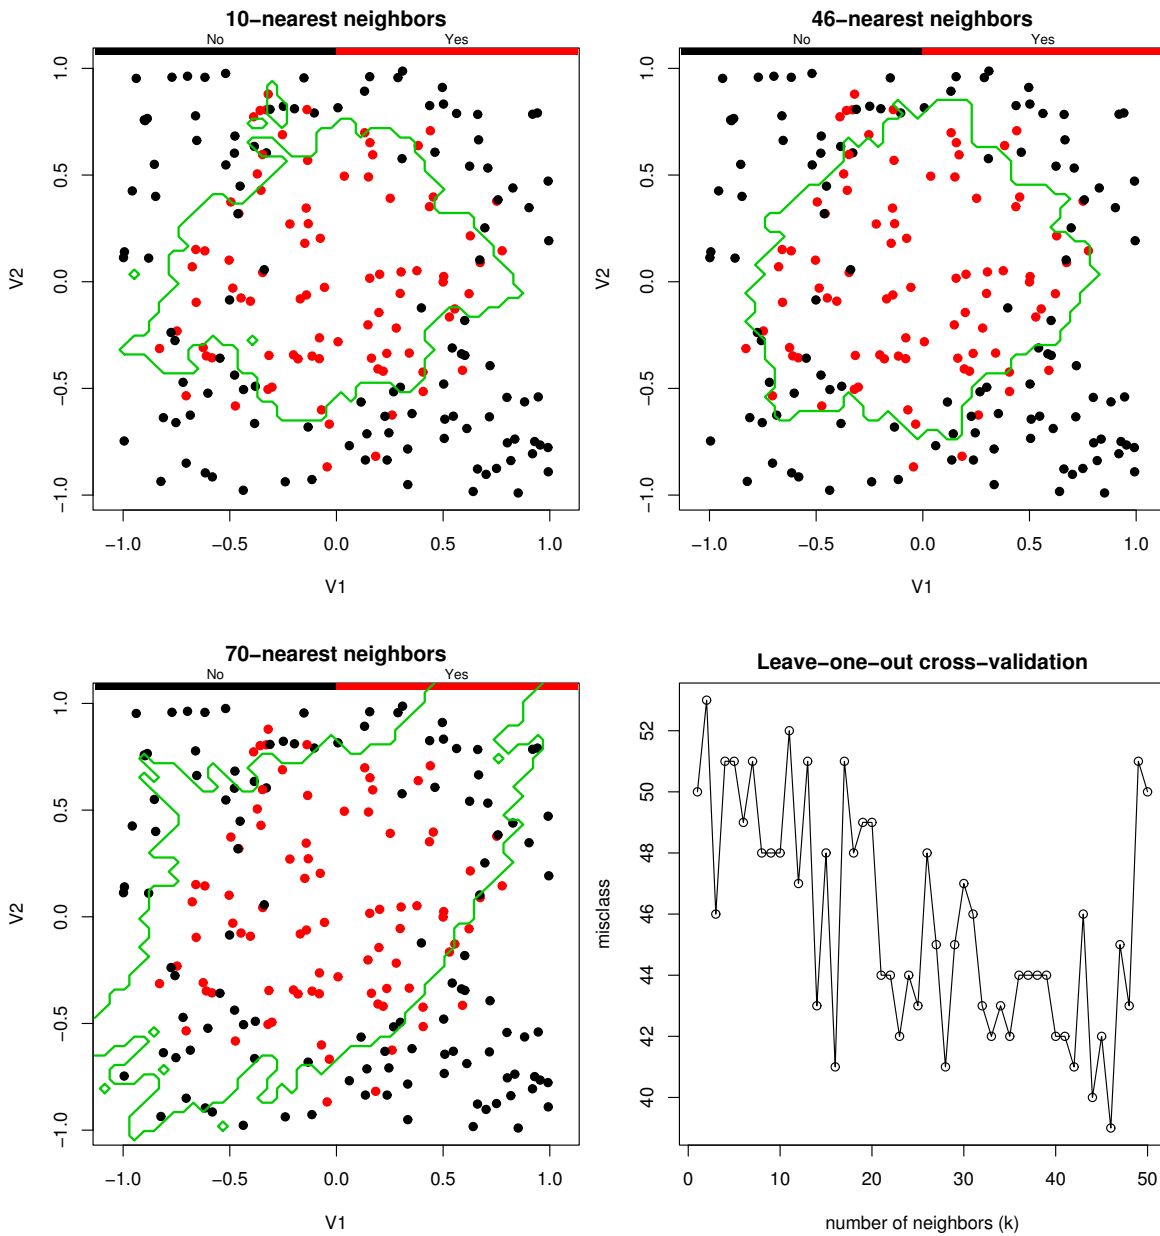 10−nearest neighbors
No Yes
1.0
0.5
0.0
−0.5
−1.0
V2
−1.0 −0.5 0.0 0.5 1.0
V1
46−nearest neighbors
No Yes
1.0
0.5
0.0
−0.5
−1.0
V2
−1.0 −0.5 0.0 0.5 1.0
V1
70−nearest neighbors
No Yes
1.0
0.5
0.0
−0.5
−1.0
V2
−1.0 −0.5 0.0 0.5 1.0
V1
Leave−one−out cross−validation
52
50
48
46
44
42
40
misclass
0 10 20 30 40 50
number of neighbors (k)